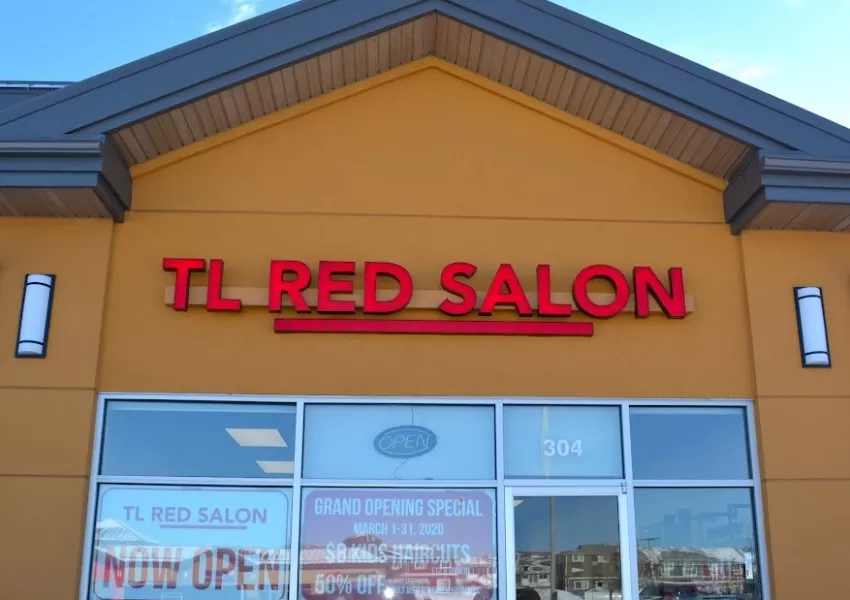 TL RED SALON
OPEN
304
TL RED SALON
NOW OPEN
GRAND OPENING SPECIAL
MARCH 1-31, 2020
$8 KIDS HAIRCUTS
50% OFF